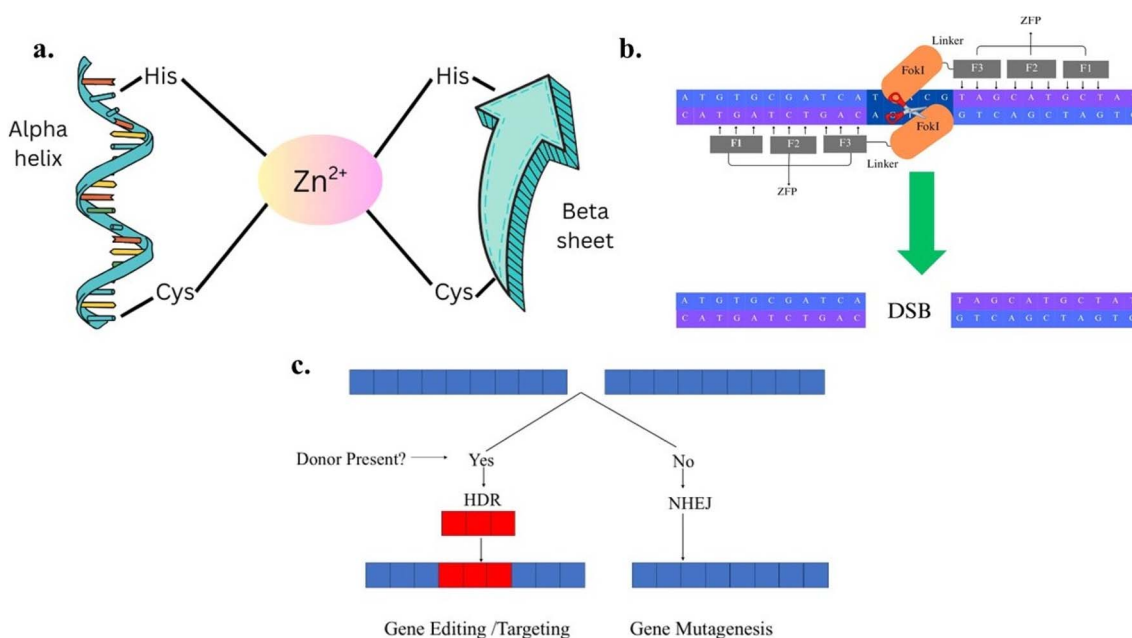 a.
His
His
Alpha
helix
Zn²⁺
Beta
sheet
Cys
Cys
b.
ZFP
Linker
FokI
F3
F2
F1
A T G T G C G A T C A T
C G T A G C A T G C T A
C A T G A T C T G A C A
G T C A G C T A G T
FokI
F1
F2
F3
Linker
ZFP
A T G T G C G A T C A
T A G C A T G C T A
DSB
C A T G A T C T G A C
G T C A G C T A G T
c.
Donor Present?
Yes
No
HDR
NHEJ
Gene Editing /Targeting
Gene Mutagenesis